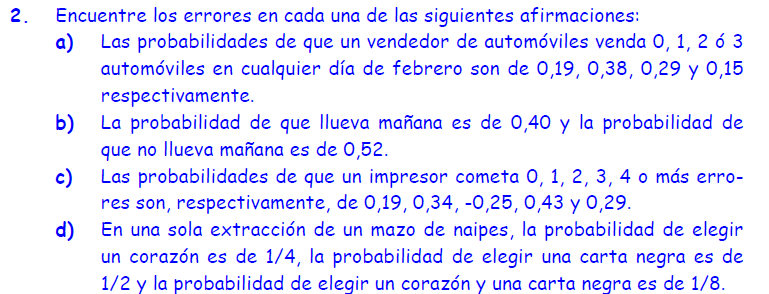 2. Encuentre los errores en cada una de las siguientes afirmaciones:
a) Las probabilidades de que un vendedor de automóviles venda 0, 1, 2 ó 3
automóviles en cualquier día de febrero son de 0,19, 0,38, 0,29 y 0,15
respectivamente.
b) La probabilidad de que llueva mañana es de 0,40 y la probabilidad de
que no llueva mañana es de 0,52.
c) Las probabilidades de que un impresor cometa 0, 1, 2, 3, 4 o más erro-
res son, respectivamente, de 0,19, 0,34, -0,25, 0,43 y 0,29.
d) En una sola extracción de un mazo de naipes, la probabilidad de elegir
un corazón es de 1/4, la probabilidad de elegir una carta negra es de
1/2 y la probabilidad de elegir un corazón y una carta negra es de 1/8.